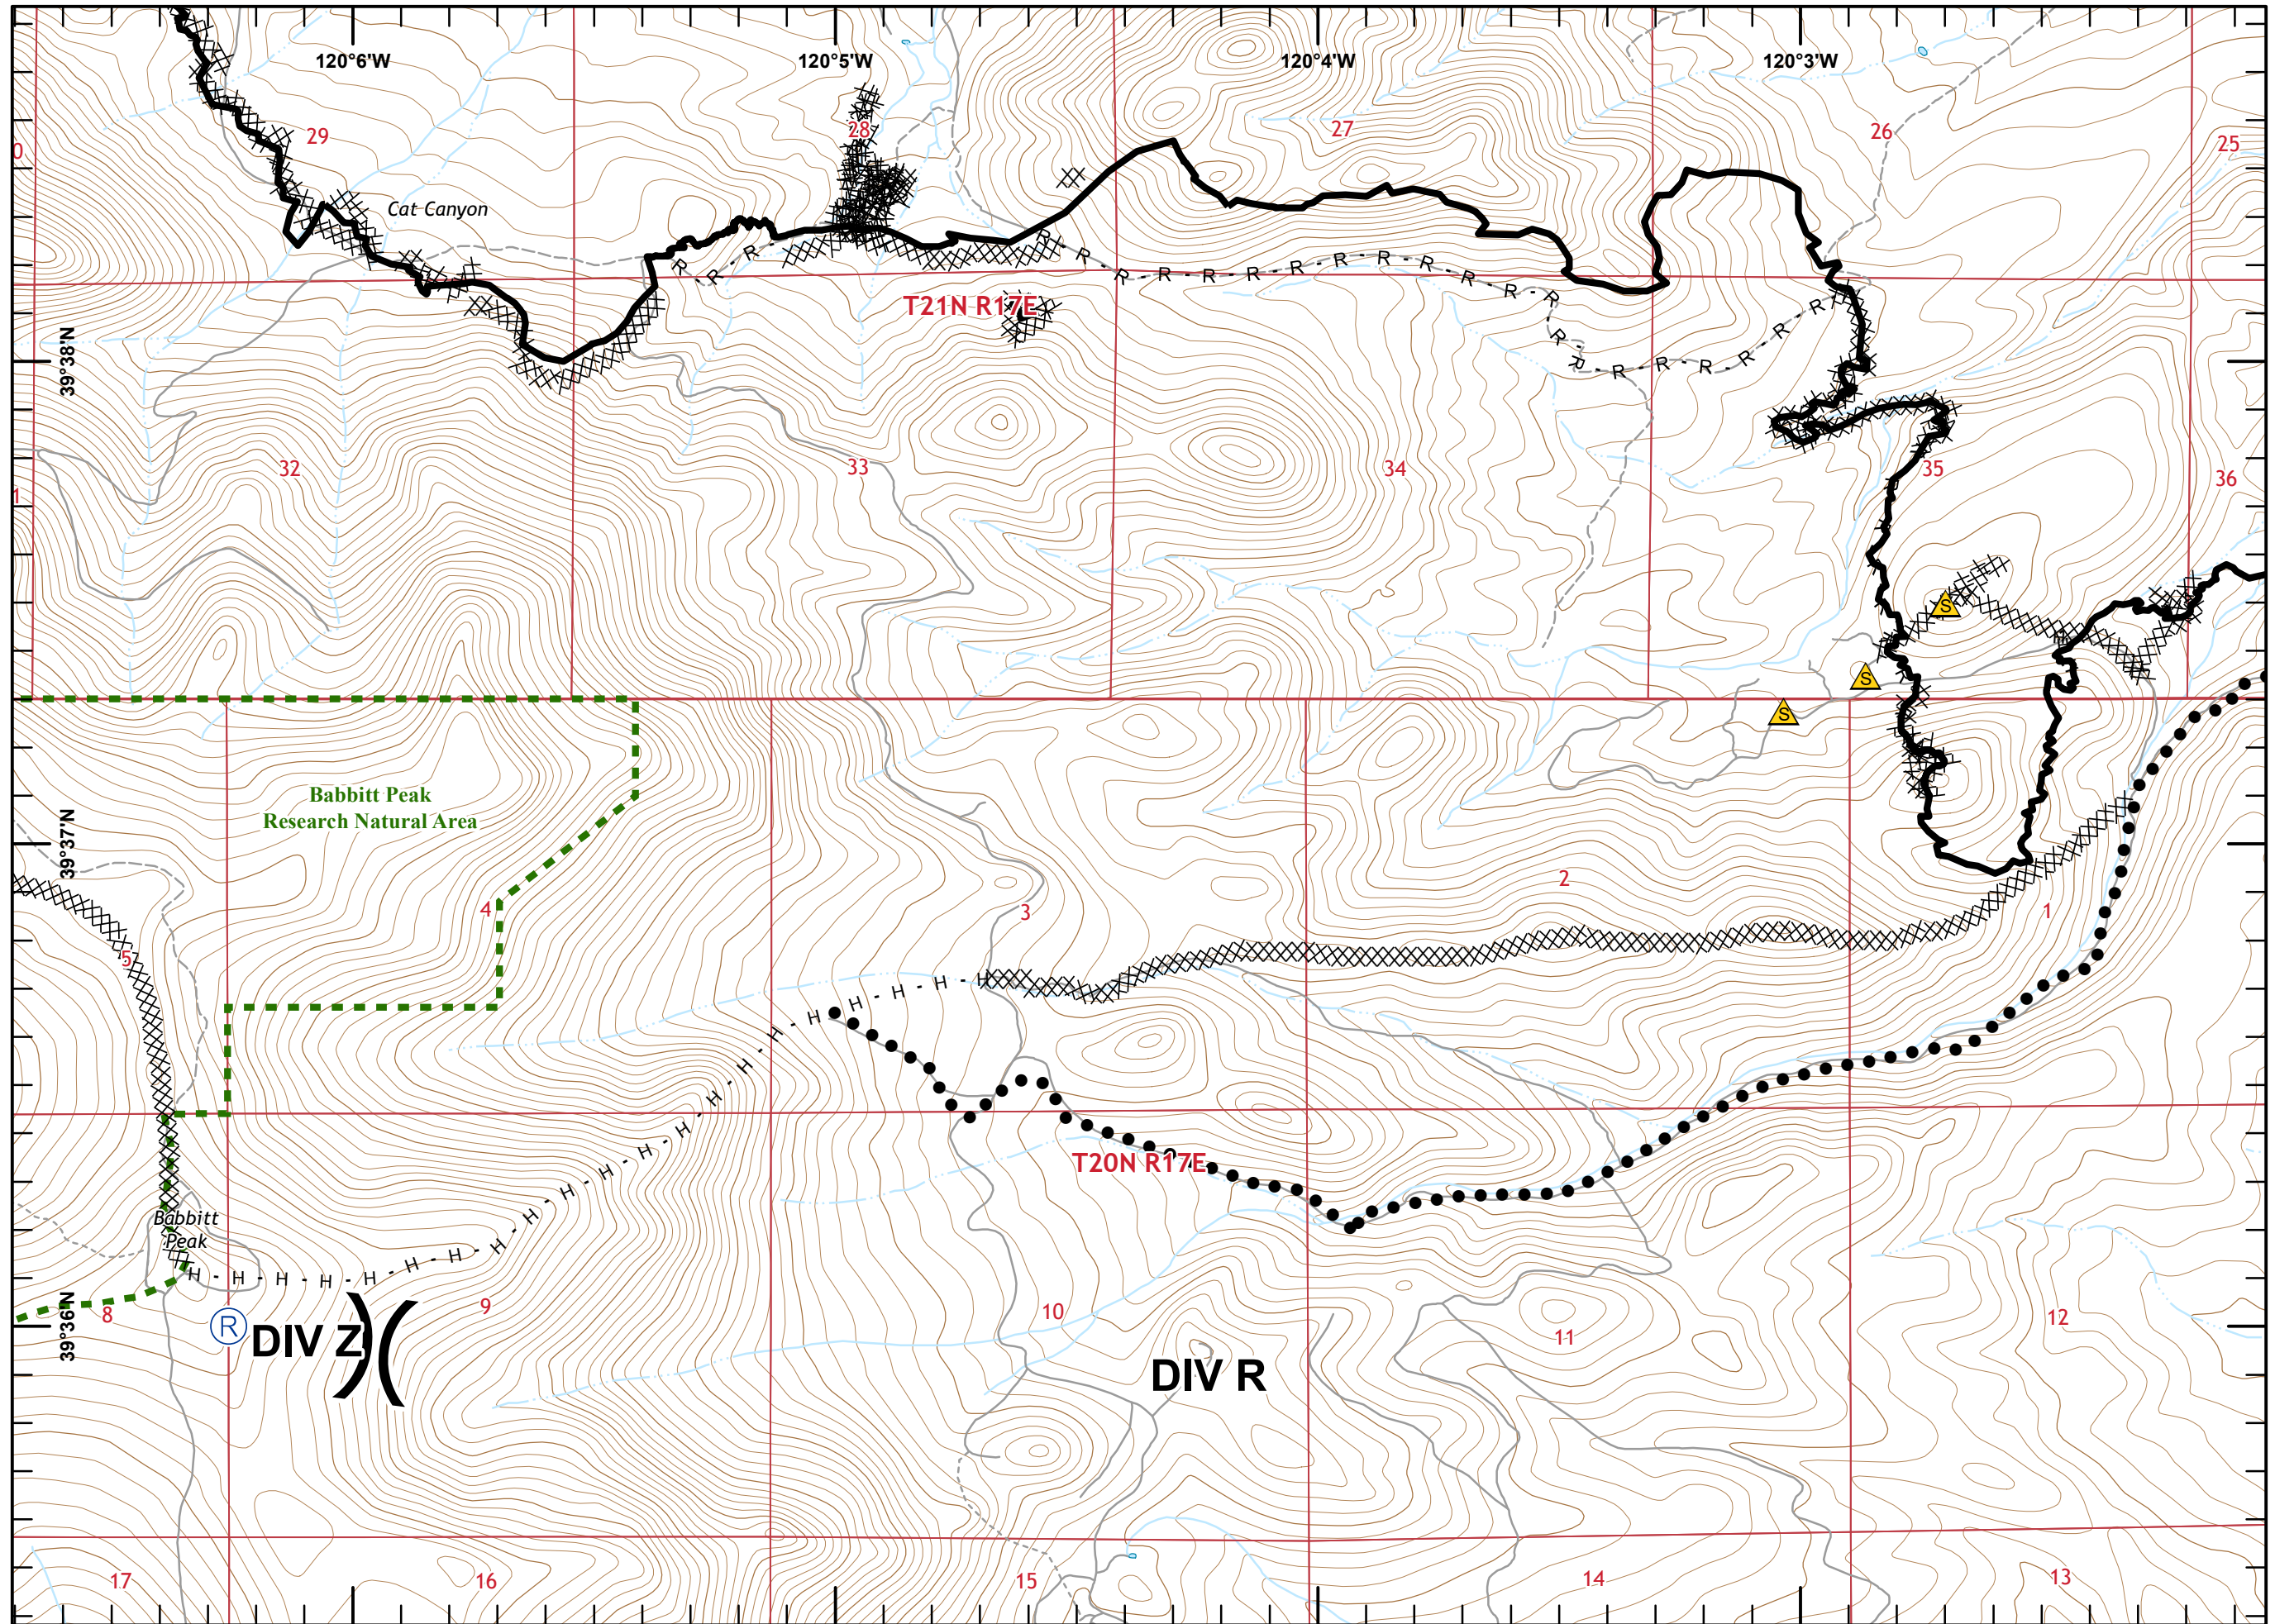 120°6'W
120°5'W
120°4'W
120°3'W
29
28
27
26
25
0
Cat Canyon
R R R R R R R R R R R R R R R R R R R R R R R
T21N R17E
39°38'N
32
33
34
35
36
1
S
S
S
Babbitt Peak
Research Natural Area
39°37'N
4
3
2
1
5
H - H - H - H
H - H - H - H - H - H - H - H - H - H - H - H - H - H - H - H - H
T20N R17E
Babbitt
Peak
8
9
10
11
12
39°36'N
R
DIV Z
)(
DIV R
17
16
15
14
13